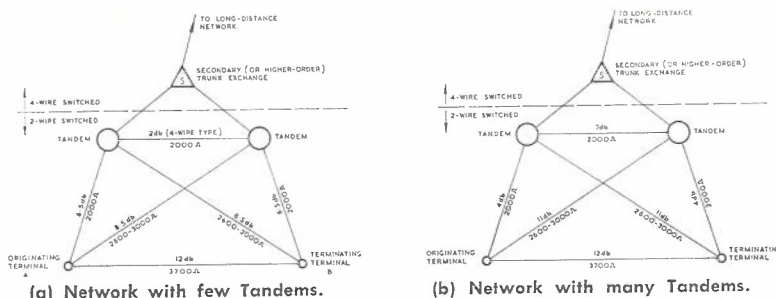 TO LONG-DISTANCE
NETWORK
S
SECONDARY (OR HIGHER-ORDER)
TRUNK EXCHANGE
4-WIRE SWITCHED
2-WIRE SWITCHED
TANDEM
2db (4-WIRE TYPE)
2000Ω
TANDEM
8·5db
2000Ω
8·5db
2600-3000Ω
2600-3000Ω
2000Ω
ORIGINATING
TERMINAL
A
12db
3700Ω
TERMINATING
TERMINAL
B
(a) Network with few Tandems.
TO LONG-DISTANCE
NETWORK
S
SECONDARY (OR HIGHER-ORDER)
TRUNK EXCHANGE
4-WIRE SWITCHED
2-WIRE SWITCHED
TANDEM
7db
2000Ω
TANDEM
4db
2000Ω
11db
2600-3000Ω
11db
2600-3000Ω
4db
2000Ω
ORIGINATING
TERMINAL
12db
3700Ω
TERMINATING
TERMINAL
(b) Network with many Tandems.